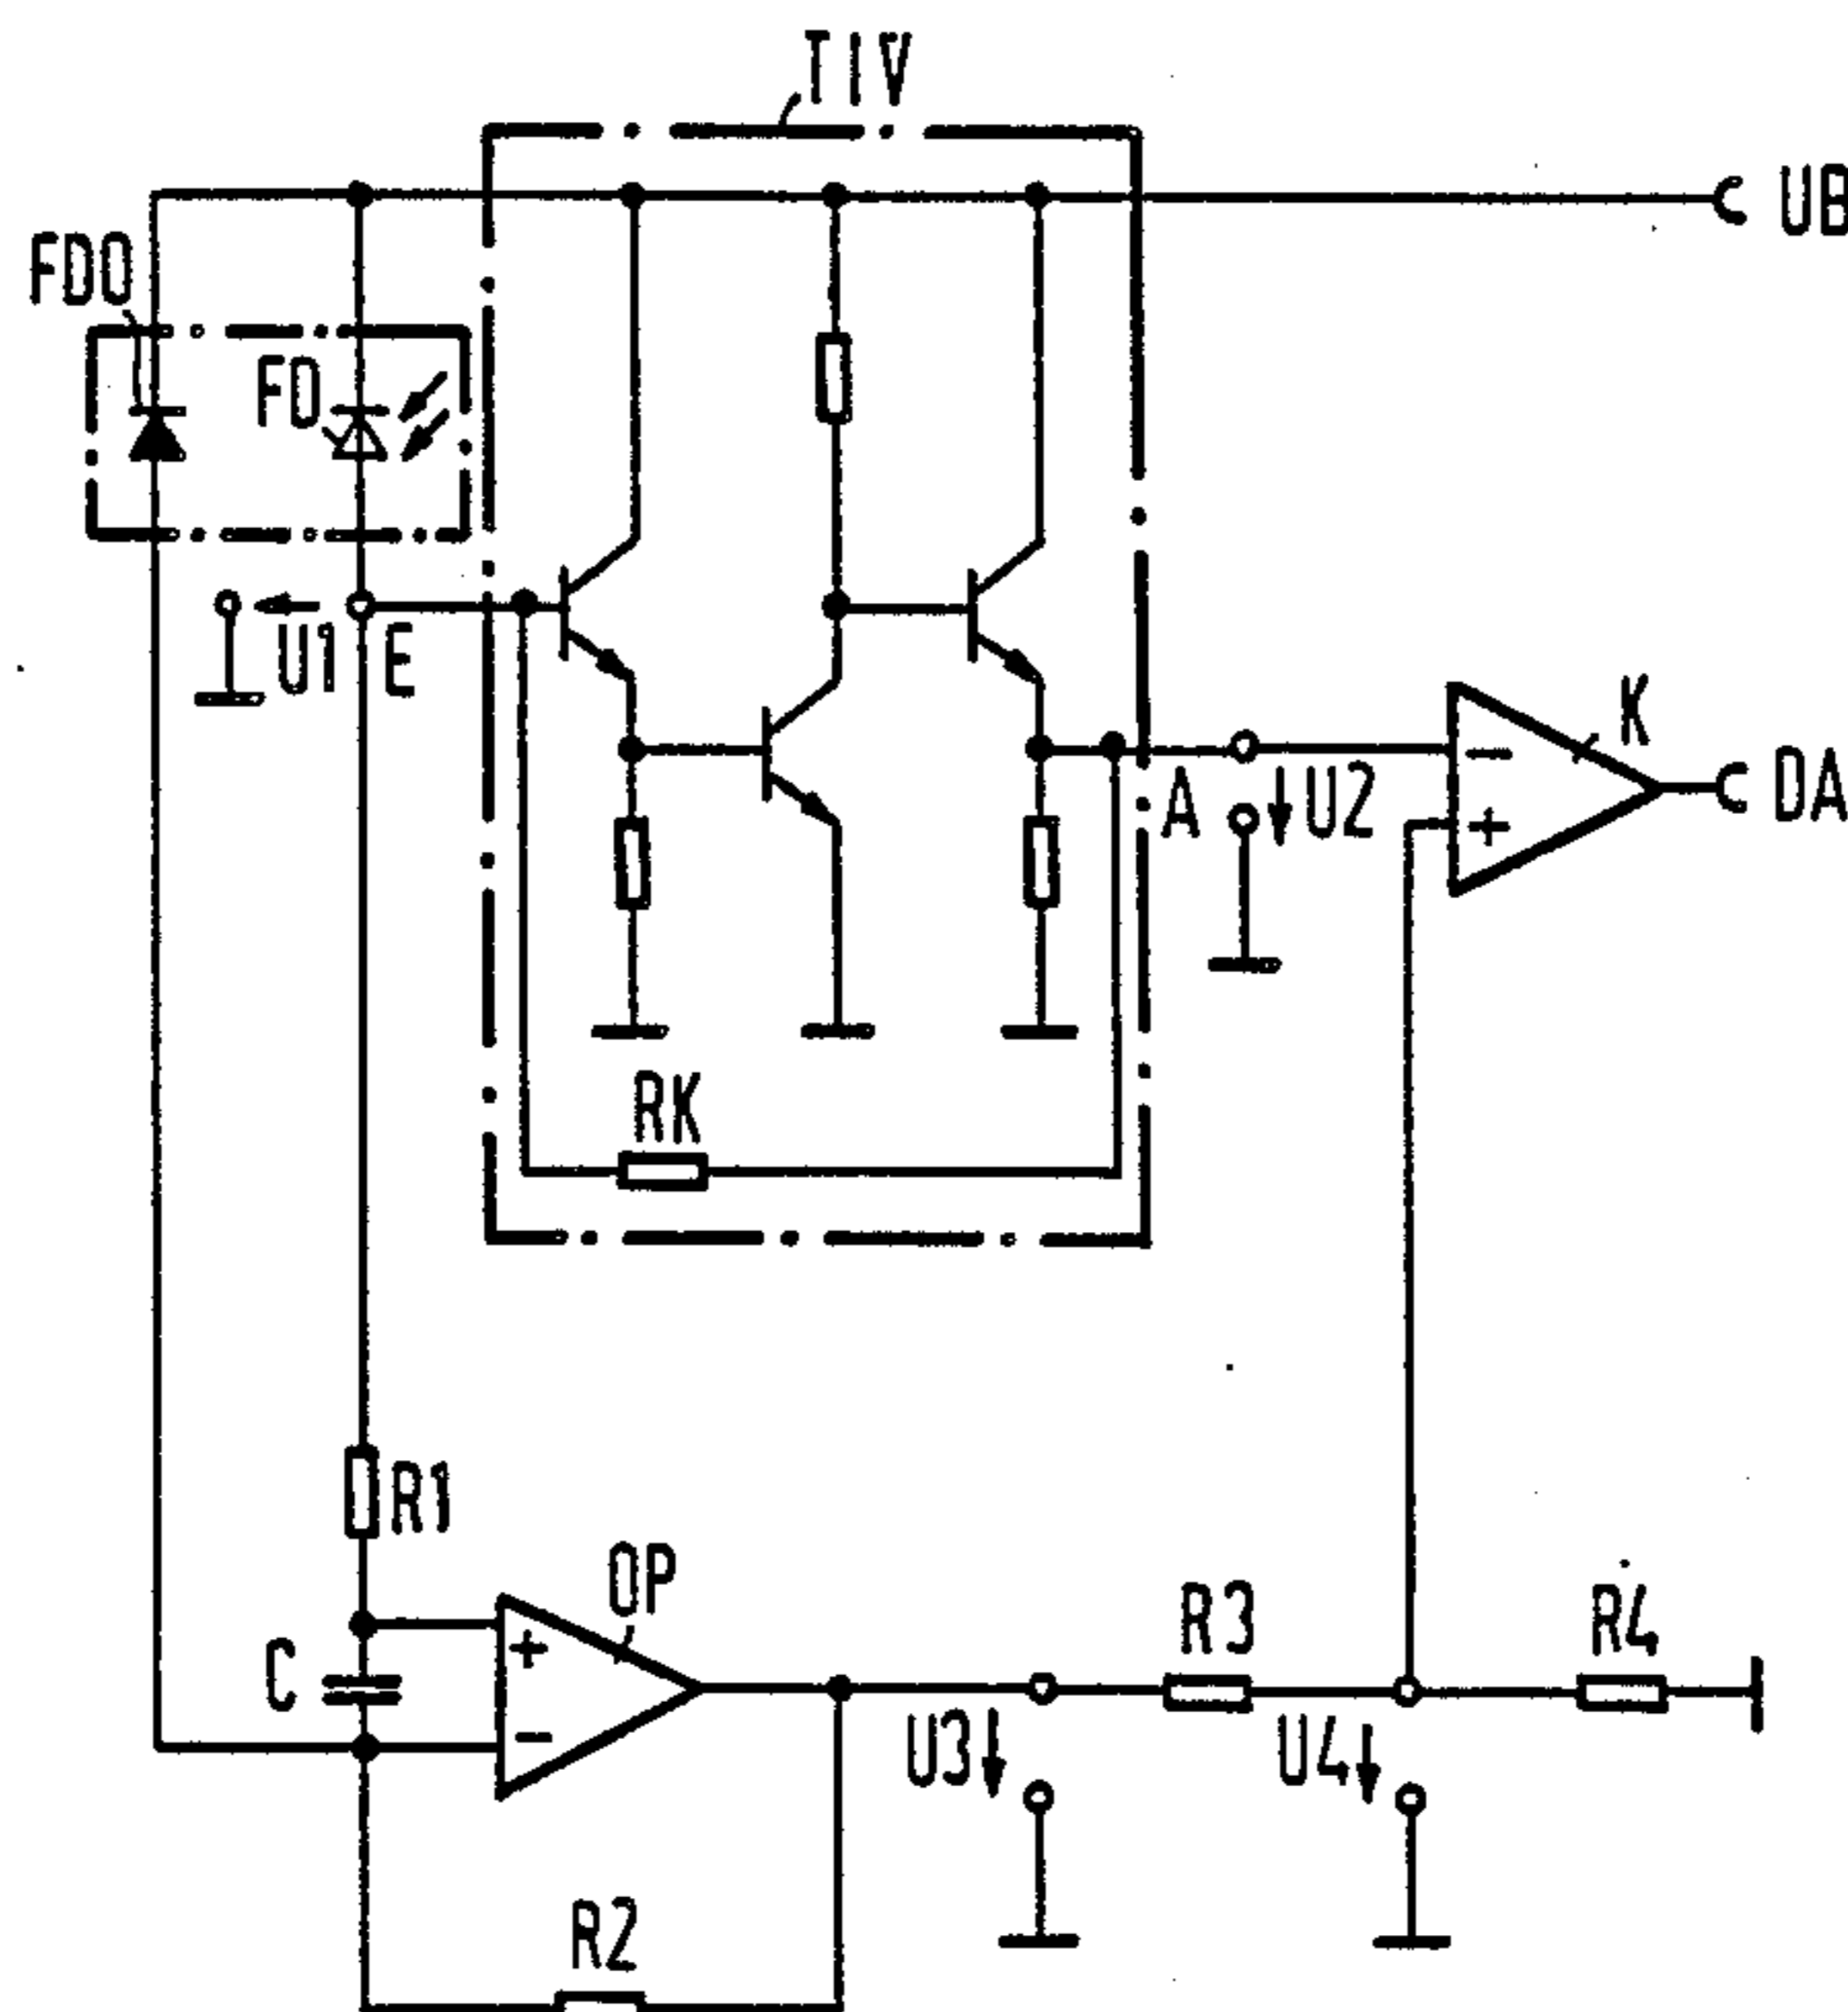 TIV
UB
FDO
FD
U1
E
K
A
U2
DA
-
+
RK
R1
OP
C
+
-
R3
R4
U3
U4
R2